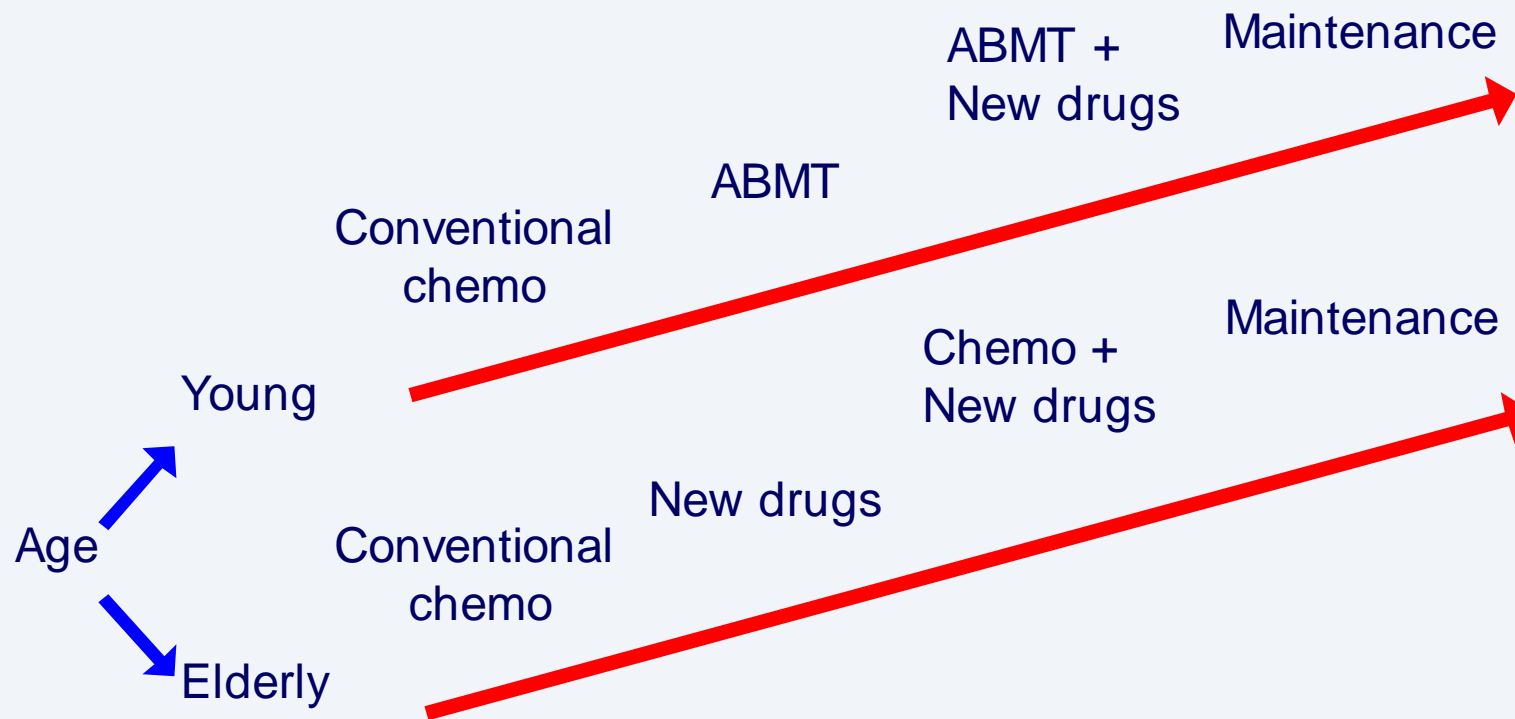 ABMT +
New drugs
Maintenance
ABMT
Conventional
chemo
Young
Maintenance
Chemo +
New drugs
New drugs
Age
Conventional
chemo
Elderly